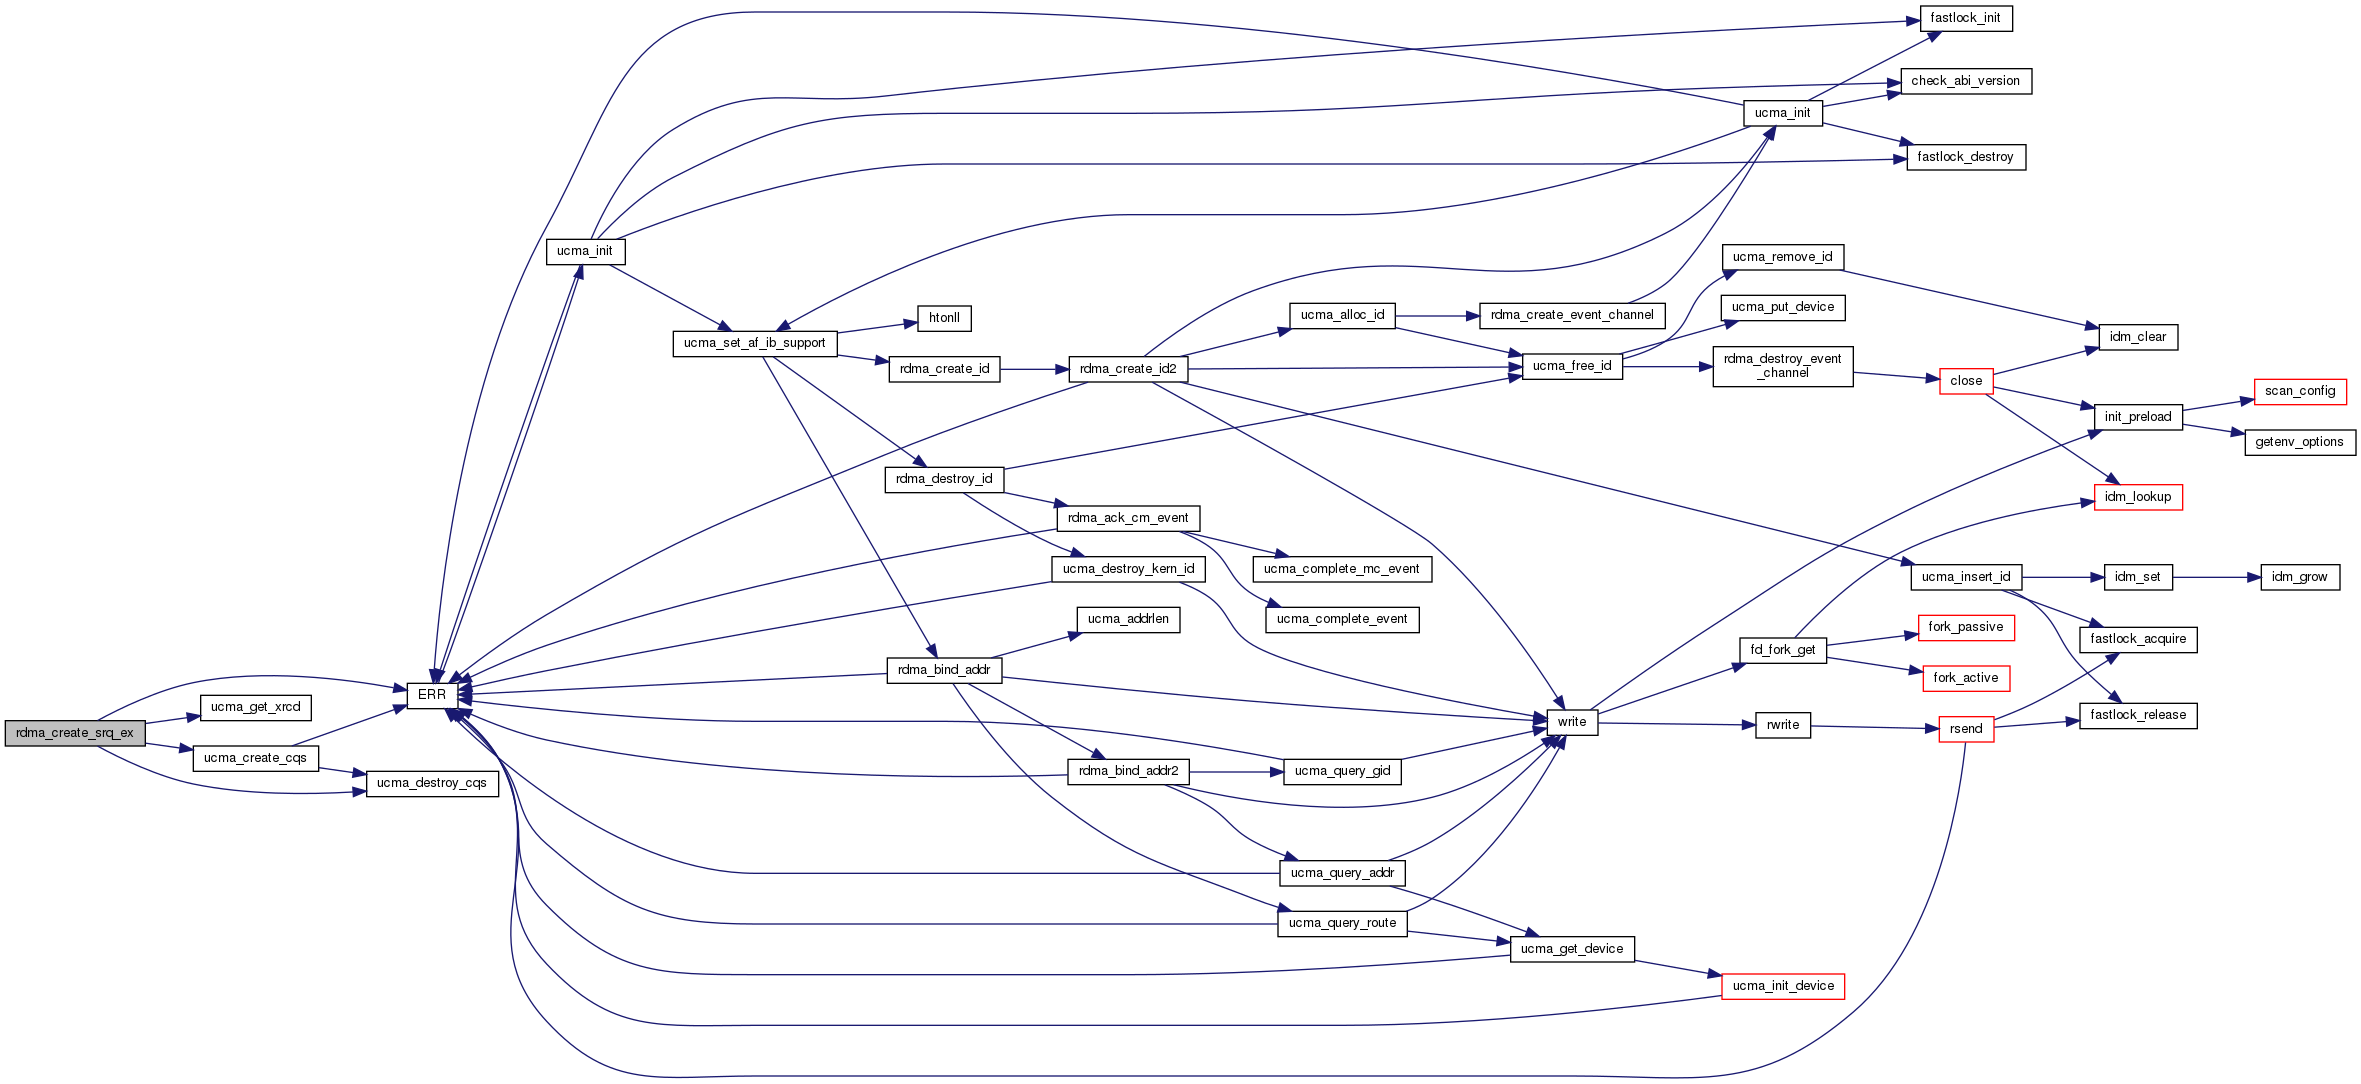 fastlock_init
check_abi_version
ucma_init
fastlock_destroy
ucma_init
ucma_remove_id
ucma_put_device
htonll
ucma_alloc_id
rdma_create_event_channel
idm_clear
ucma_set_af_ib_support
rdma_create_id
rdma_create_id2
ucma_free_id
rdma_destroy_event
_channel
close
scan_config
init_preload
getenv_options
rdma_destroy_id
idm_lookup
rdma_ack_cm_event
ucma_destroy_kern_id
ucma_complete_mc_event
ucma_insert_id
idm_set
idm_grow
ucma_addrlen
ucma_complete_event
fork_passive
fastlock_acquire
fd_fork_get
rdma_bind_addr
fork_active
ERR
ucma_get_xrcd
rdma_create_srq_ex
write
rwrite
rsend
fastlock_release
ucma_create_cqs
rdma_bind_addr2
ucma_query_gid
ucma_destroy_cqs
ucma_query_addr
ucma_query_route
ucma_get_device
ucma_init_device